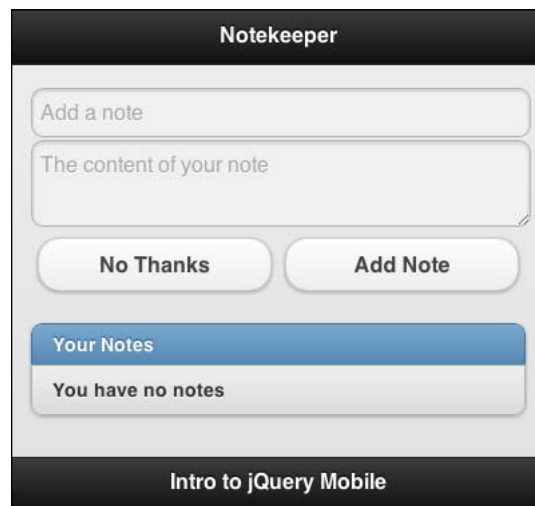 Notekeeper
Add a note
The content of your note
No Thanks
Add Note
Your Notes
You have no notes
Intro to jQuery Mobile